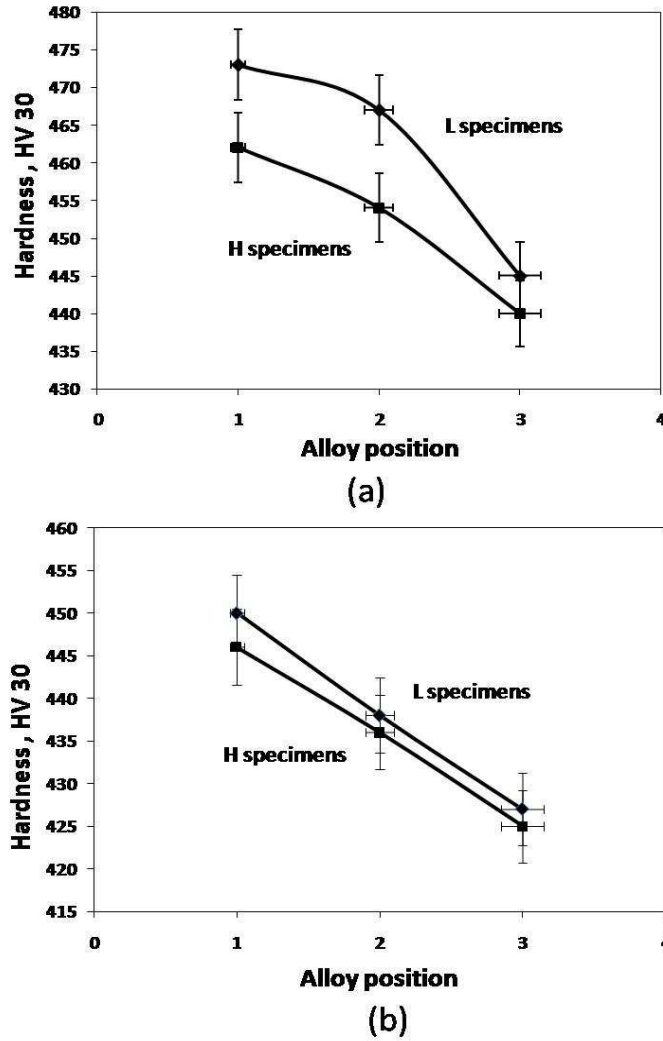 480
475
470
465
460
455
450
445
440
435
430
Hardness , HV 30
L specimens
H specimens
0 1 2 3 4
Alloy position
(a)
460
455
450
445
440
435
430
425
420
415
Hardness , HV 30
L specimens
H specimens
0 1 2 3 4
Alloy position
(b)